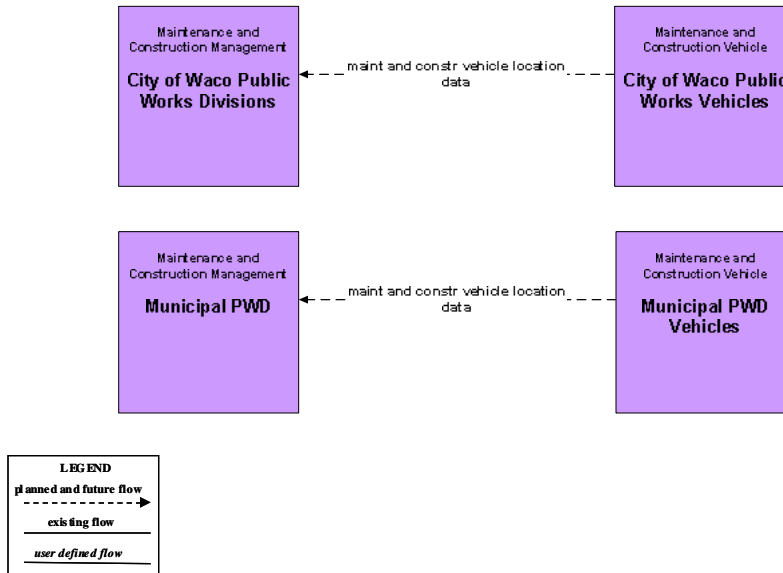 Maintenance and
Construction Management
City of Waco Public
Works Divisions
maint and constr vehicle location
data
Maintenance and
Construction Vehicle
City of Waco Public
Works Vehicles
Maintenance and
Construction Management
Municipal PWD
maint and constr vehicle location
data
Maintenance and
Construction Vehicle
Municipal PWD
Vehicles
LEGEND
planned and future flow
existing flow
user defined flow